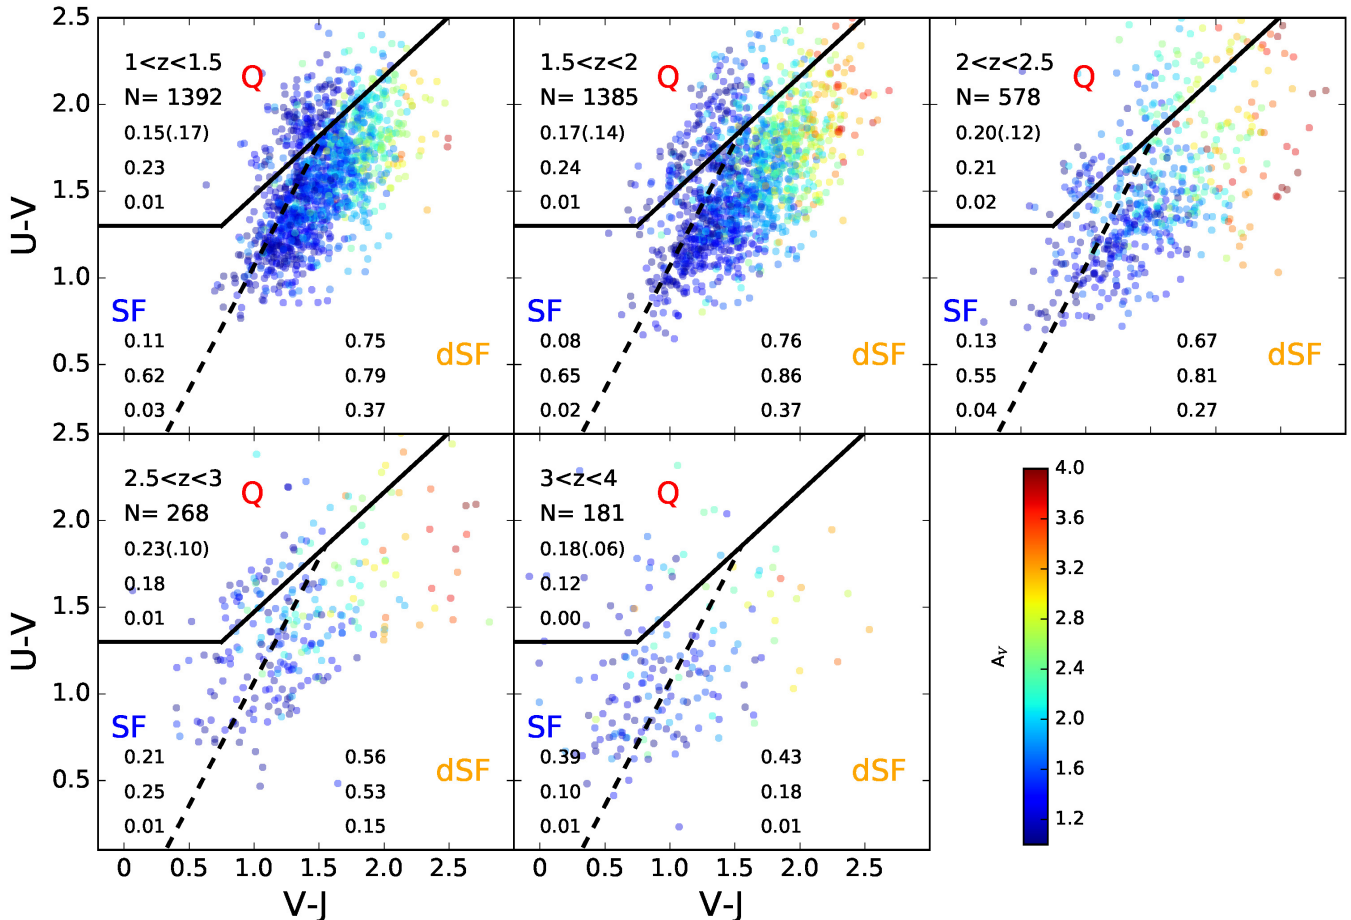 2.5
2.0
1.5
1.0
0.5
U-V
1<z<1.5
N= 1392
0.15(.17)
0.23
0.01
Q
SF
0.11
0.62
0.03
0.75
0.79
0.37
dSF
1.5<z<2
N= 1385
0.17(.14)
0.24
0.01
Q
SF
0.08
0.65
0.02
0.76
0.86
0.37
dSF
2<z<2.5
N= 578
0.20(.12)
0.21
0.02
Q
SF
0.13
0.55
0.04
0.67
0.81
0.27
dSF
2.5
2.0
1.5
1.0
0.5
U-V
2.5<z<3
N= 268
0.23(.10)
0.18
0.01
Q
SF
0.21
0.25
0.01
0.56
0.53
0.15
dSF
0 0.5 1.0 1.5 2.0 2.5
V-J
3<z<4
N= 181
0.18(.06)
0.12
0.00
Q
SF
0.39
0.10
0.01
0.43
0.18
0.01
dSF
0 0.5 1.0 1.5 2.0 2.5
V-J
4.0
3.6
3.2
2.8
2.4
2.0
1.6
1.2
Av